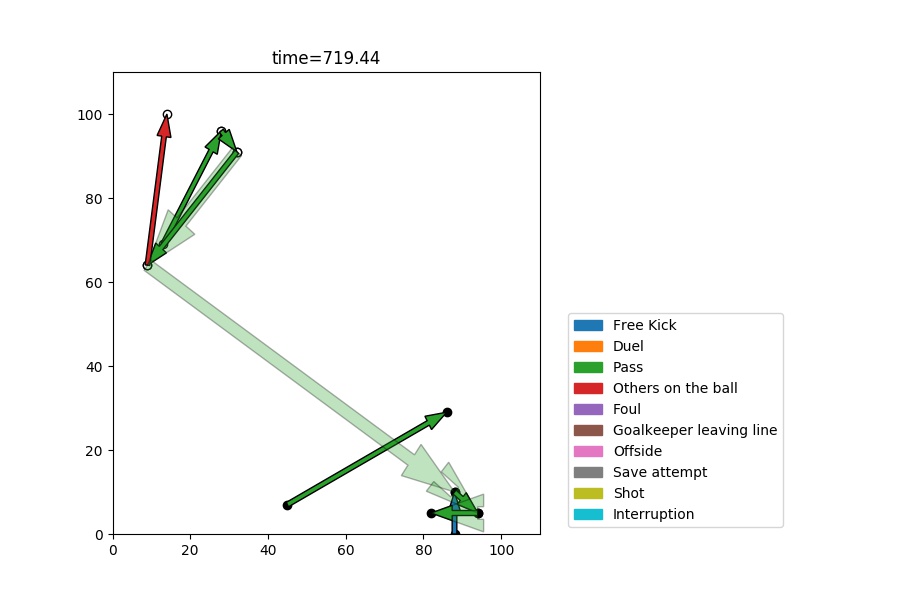 time=719.44
100
80
60
40
20
0
0
20
40
60
80
100
Free Kick
Duel
Pass
Others on the ball
Foul
Goalkeeper leaving line
Offside
Save attempt
Shot
Interruption